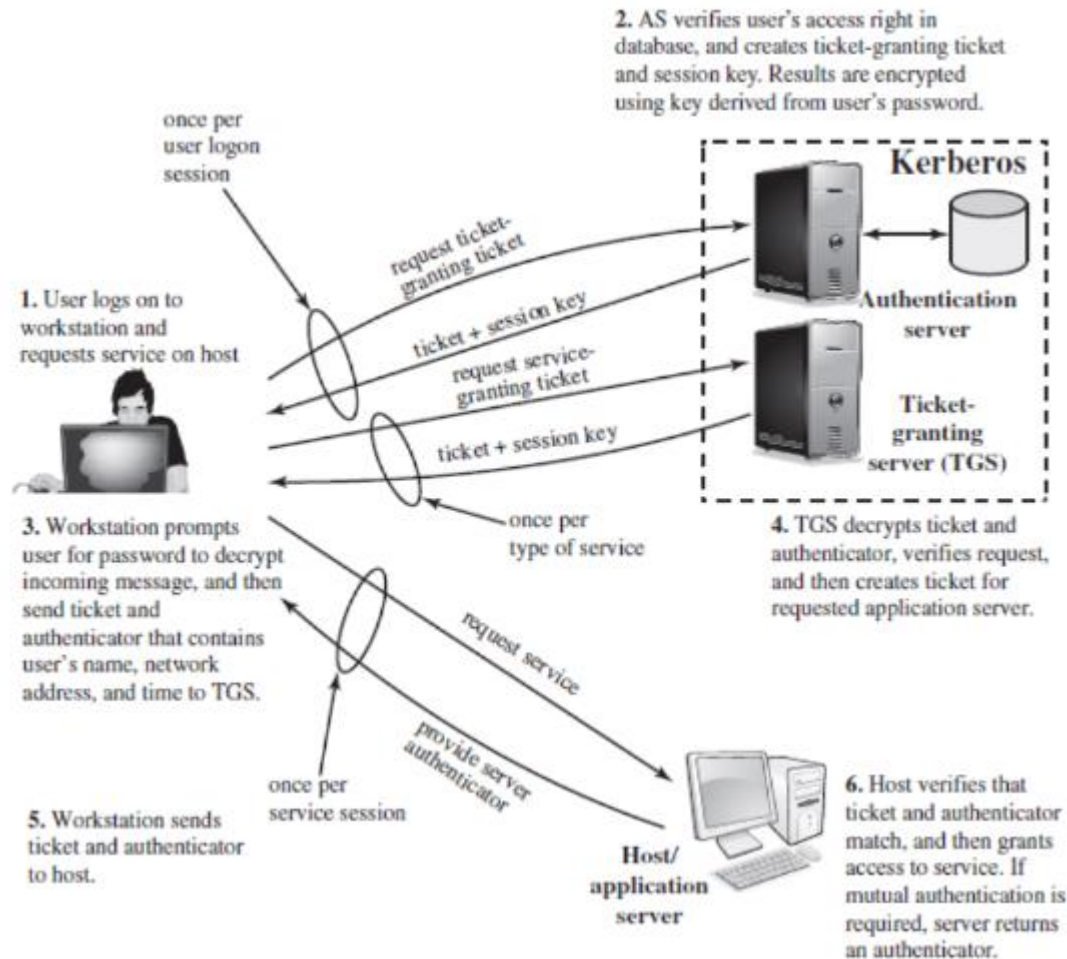 2. AS verifies user's access right in
database, and creates ticket-granting ticket
and session key. Results are encrypted
using key derived from user's password.
once per
user logon
session
Kerberos
request ticket-
granting ticket
1. User logs on to
workstation and
requests service on host
ticket + session key
Authentication
server
request service-
granting ticket
ticket + session key
Ticket-
granting
server (TGS)
once per
type of service
3. Workstation prompts
user for password to decrypt
incoming message, and then
send ticket and
authenticator that contains
user's name, network
address, and time to TGS.
4. TGS decrypts ticket and
authenticator, verifies request,
and then creates ticket for
requested application server.
request service
provide server
authenticator
once per
service session
5. Workstation sends
ticket and authenticator
to host.
Host/
application
server
6. Host verifies that
ticket and authenticator
match, and then grants
access to service. If
mutual authentication is
required, server returns
an authenticator.